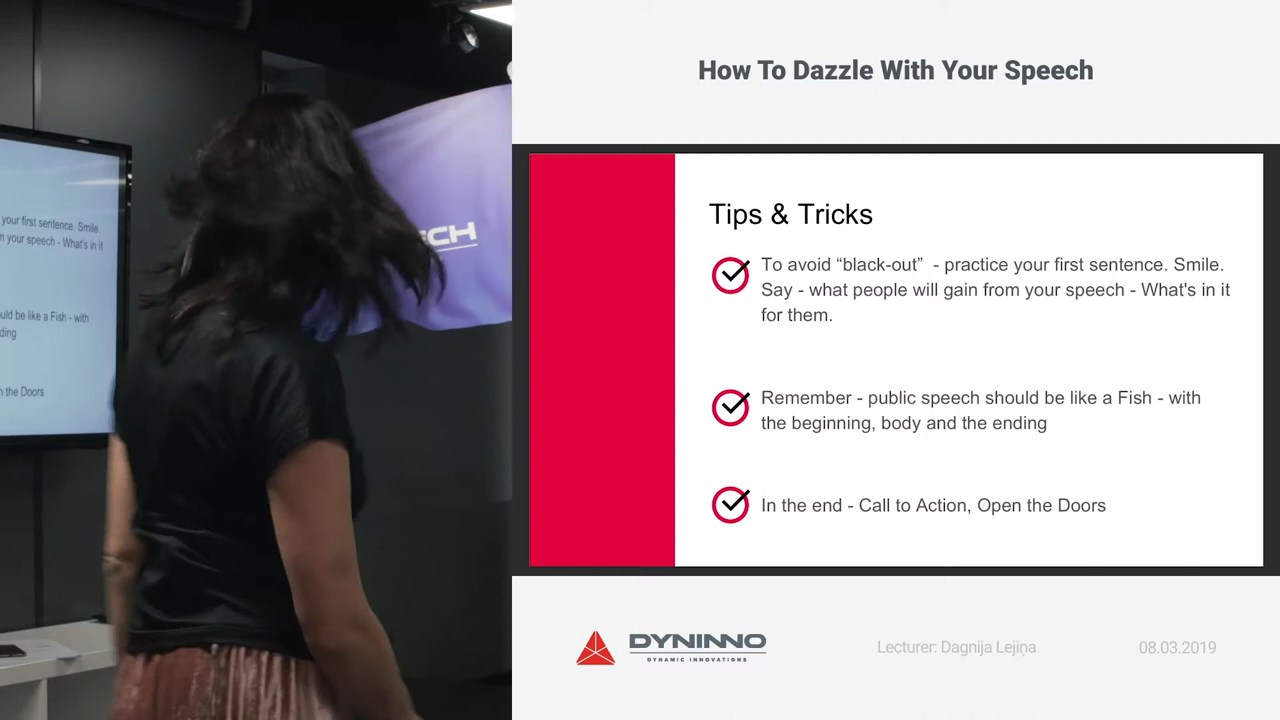 How To Dazzle With Your Speech
your first sentence. Smile.
your speech - What's in it
be like a Fish - with
the Doors
CH
Tips & Tricks
To avoid “black-out”  - practice your first sentence. Smile.
Say - what people will gain from your speech - What's in it
for them.
Remember - public speech should be like a Fish - with
the beginning, body and the ending
In the end - Call to Action, Open the Doors
DYNINNO
DYNAMIC INNOVATIONS
Lecturer: Dagnija Lejiņa
08.03.2019